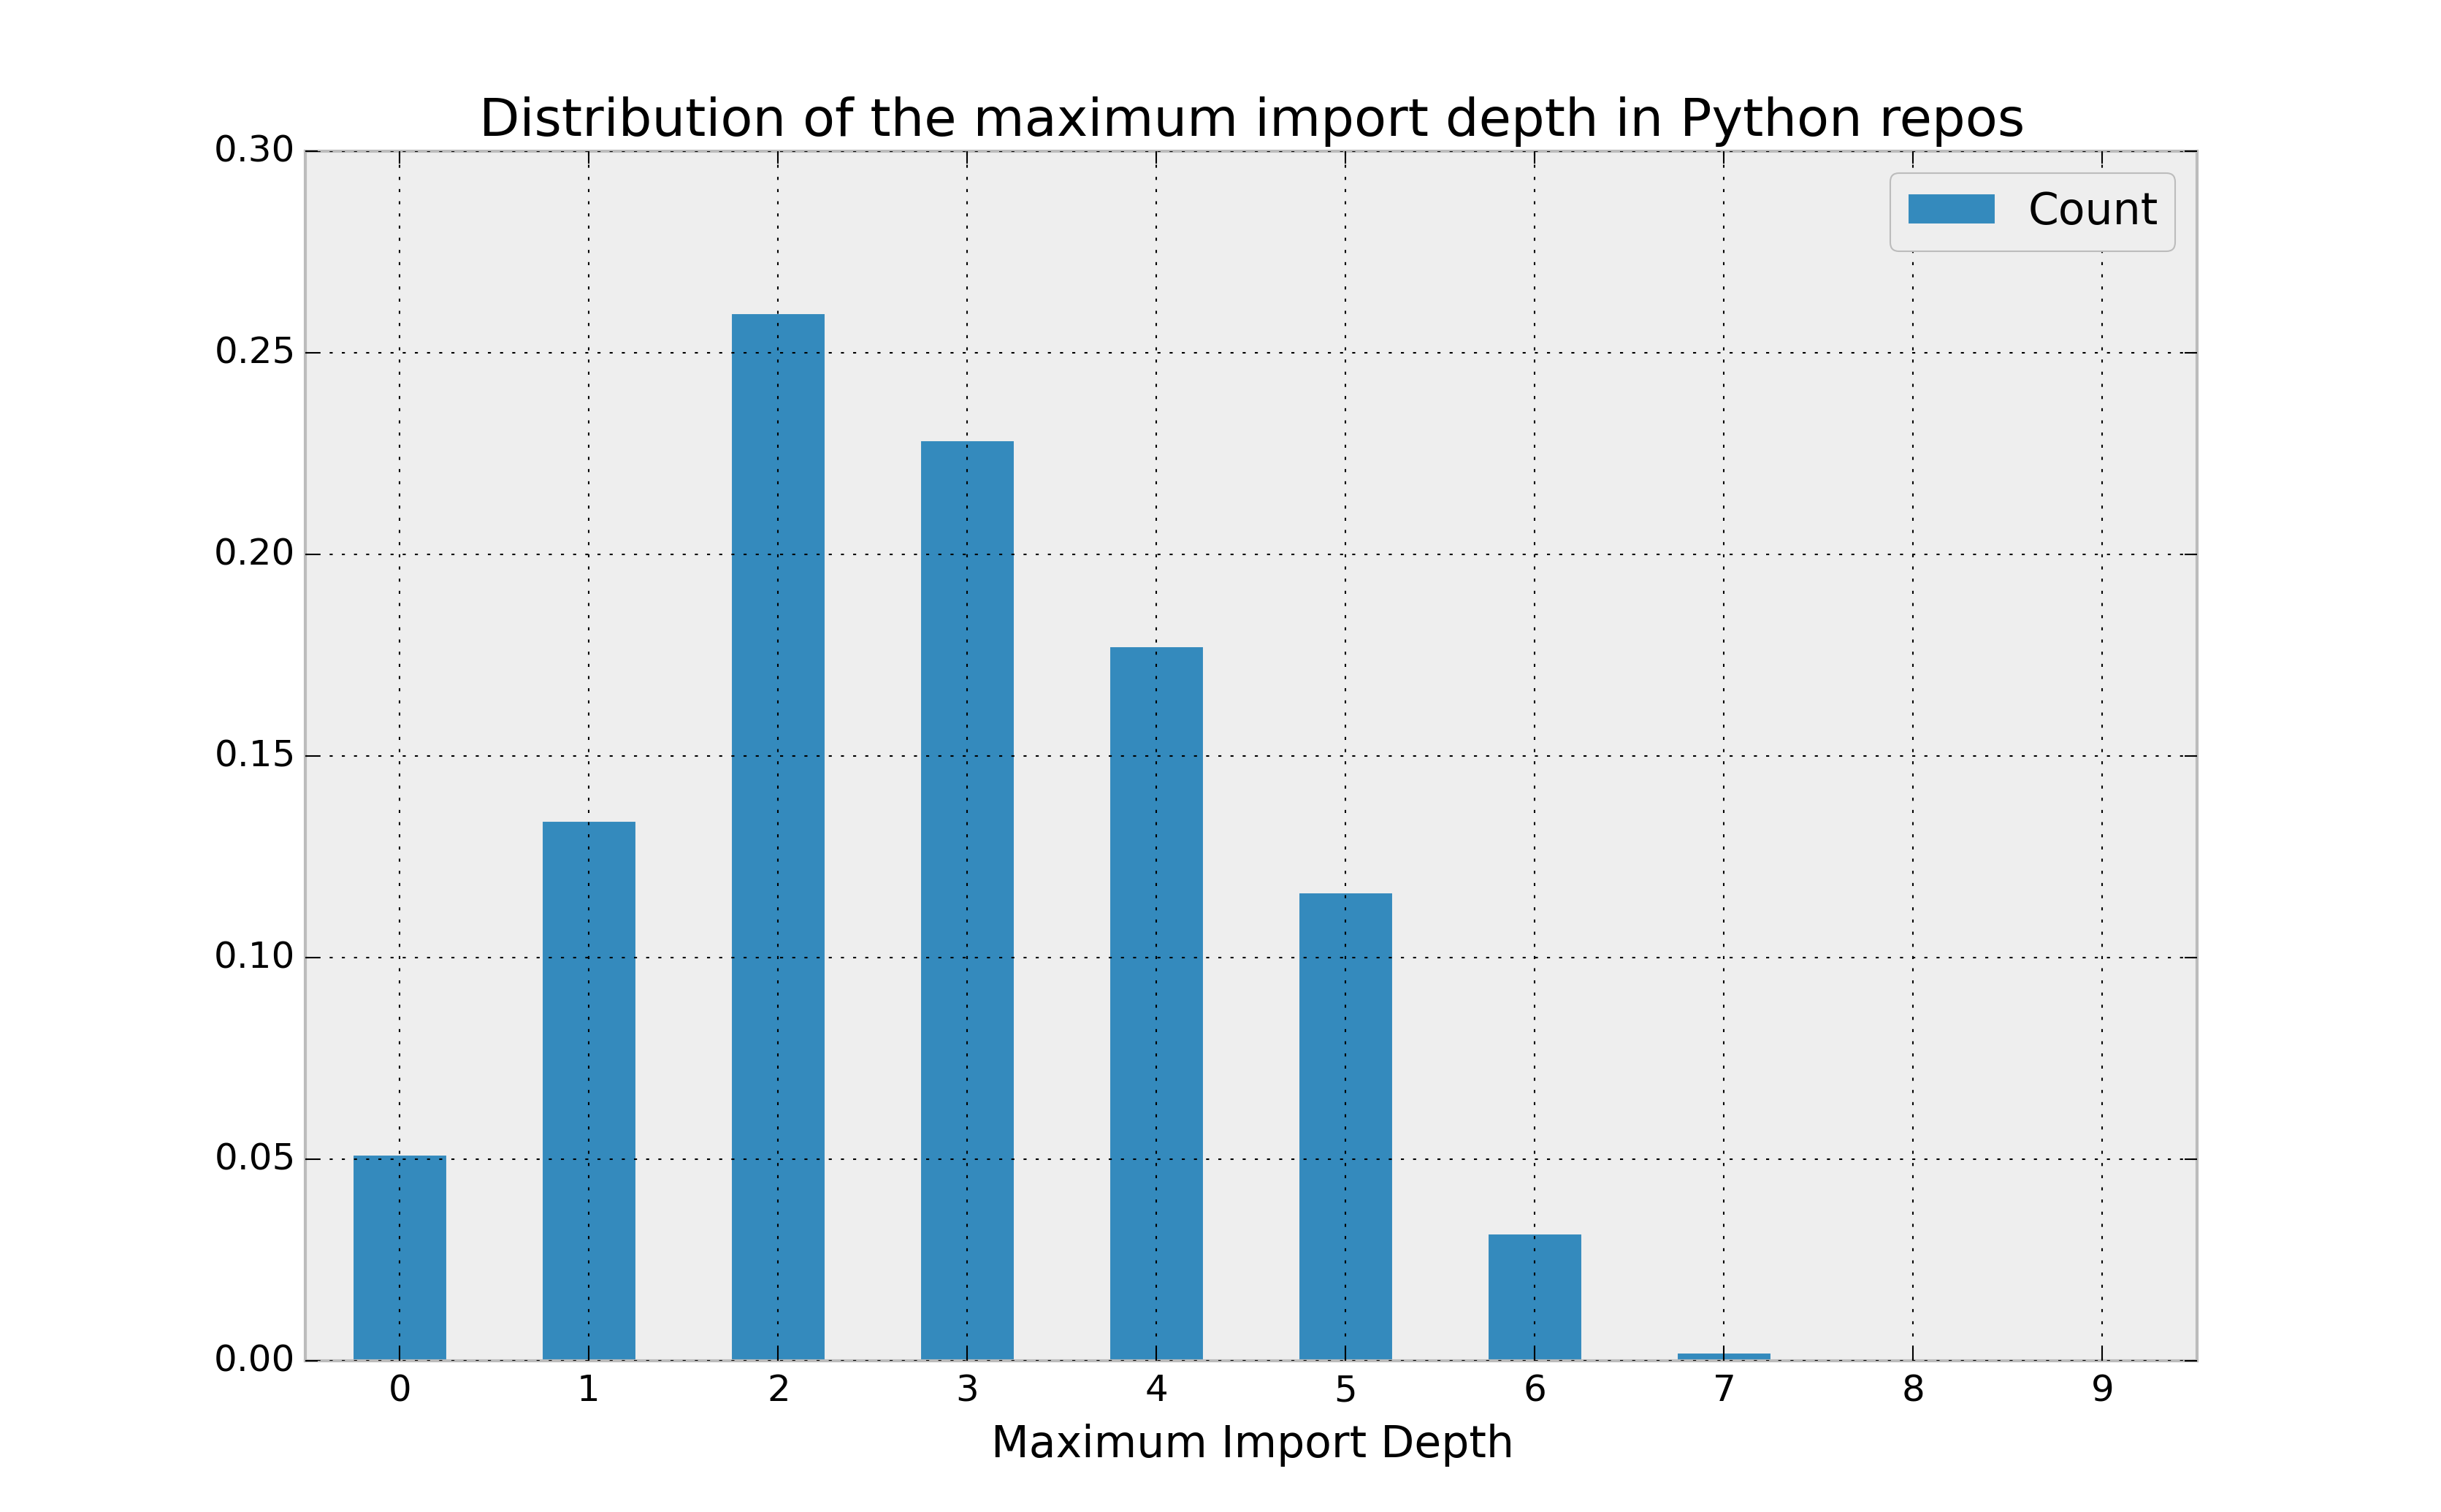 Distribution of the maximum import depth in Python repos
Count
0.30
0.25
0.20
0.15
0.10
0.05
0.00
0 1 2 3 4 5 6 7 8 9
Maximum Import Depth